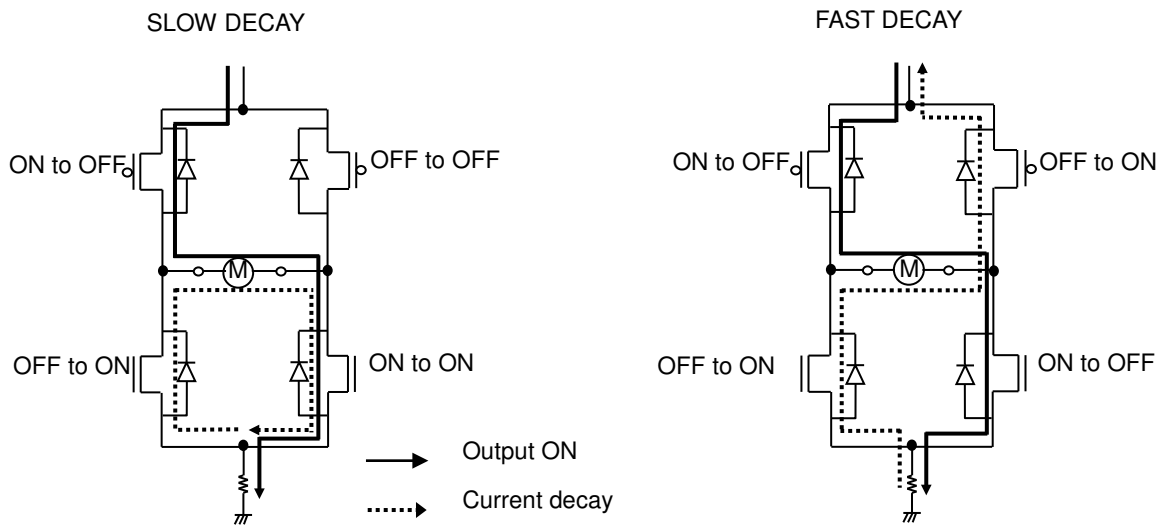 SLOW DECAY
FAST DECAY
ON to OFF
OFF to OFF
ON to OFF
OFF to ON
M
M
OFF to ON
ON to ON
OFF to ON
ON to OFF
Output ON
Current decay